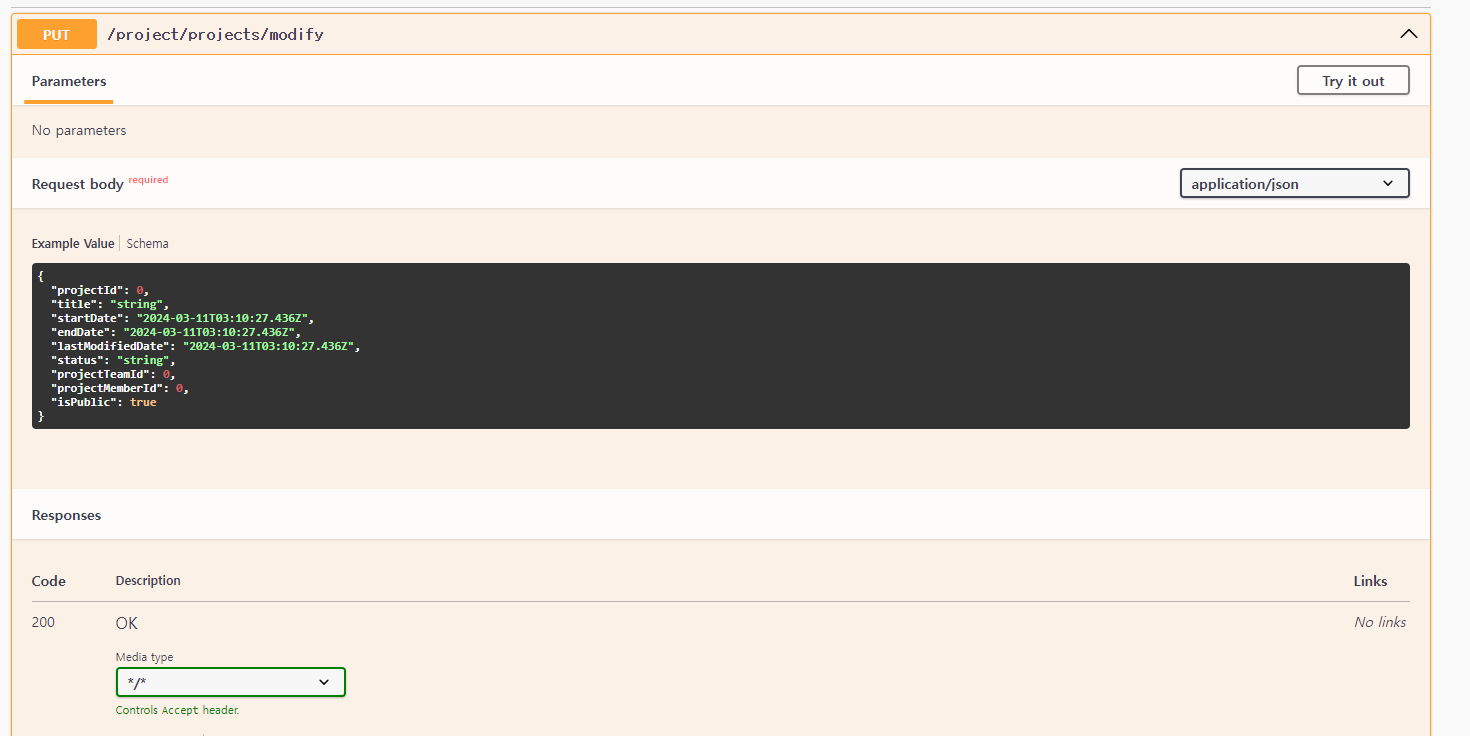 PUT /project/projects/modify
Parameters
Try it out
No parameters
Request body required
application/json
Example Value Schema
{
"projectId": 0,
"title": "string",
"startDate": "2024-03-11T03:10:27.436Z",
"endDate": "2024-03-11T03:10:27.436Z",
"lastModifiedDate": "2024-03-11T03:10:27.436Z",
"status": "string",
"projectTeamId": 0,
"projectMemberId": 0,
"isPublic": true
}
Responses
Code Description Links
200 OK No links
Media type
*/*
Controls Accept header.